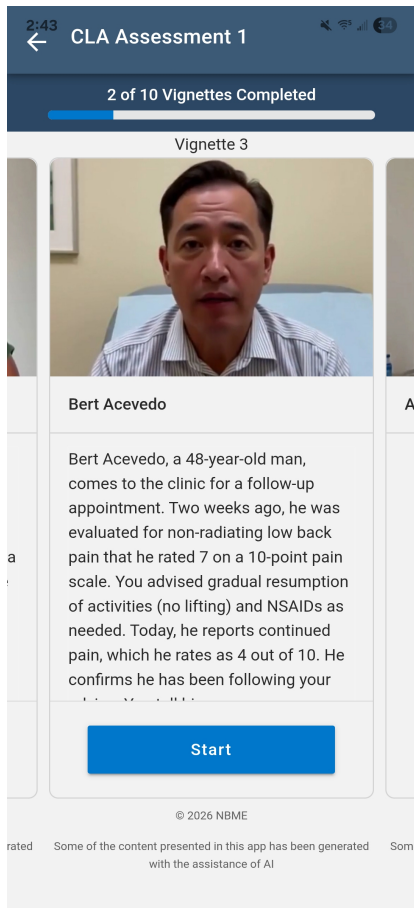 2:43
34
CLA Assessment 1
2 of 10 Vignettes Completed
Vignette 3
Bert Acevedo
A
Bert Acevedo, a 48-year-old man,
comes to the clinic for a follow-up
appointment. Two weeks ago, he was
evaluated for non-radiating low back
a
pain that he rated 7 on a 10-point pain
scale. You advised gradual resumption
of activities (no lifting) and NSAIDs as
needed. Today, he reports continued
pain, which he rates as 4 out of 10. He
confirms he has been following your
Start
© 2026 NBME
rated
Some of the content presented in this app has been generated
with the assistance of AI
Som